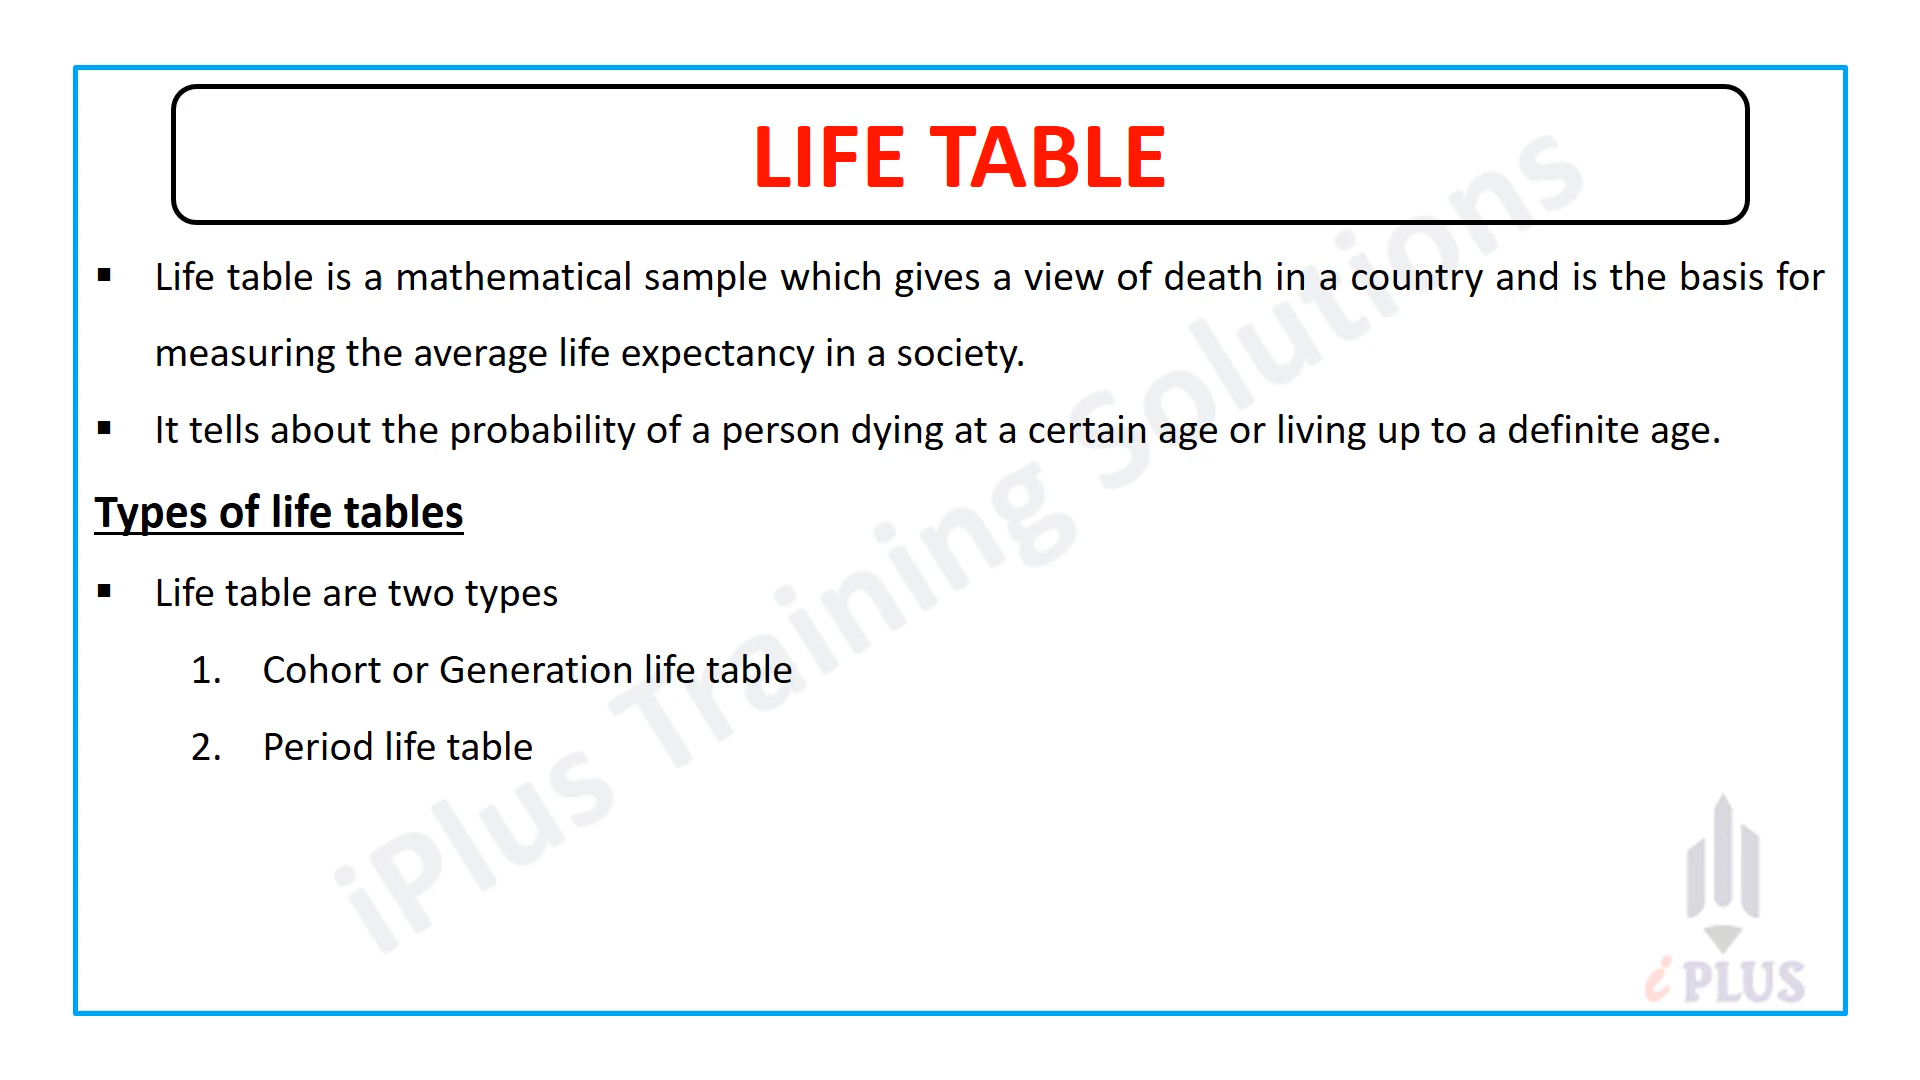 LIFE TABLE
▪ Life table is a mathematical sample which gives a view of death in a country and is the basis for
measuring the average life expectancy in a society.
▪ It tells about the probability of a person dying at a certain age or living up to a definite age.
Types of life tables
▪ Life table are two types
1. Cohort or Generation life table
2. Period life table
iPlus Training Solutions
i PLUS